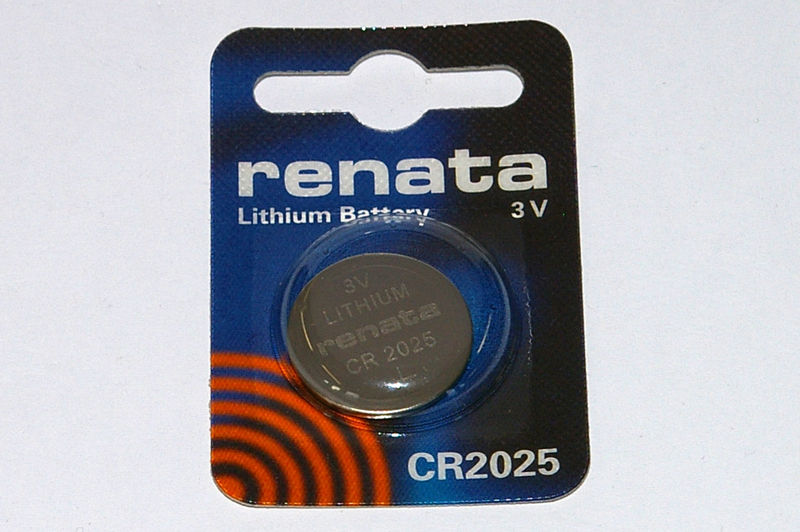 renata
Lithium Battery
3 V
3V
LITHIUM
renata
CR 2025
CR2025